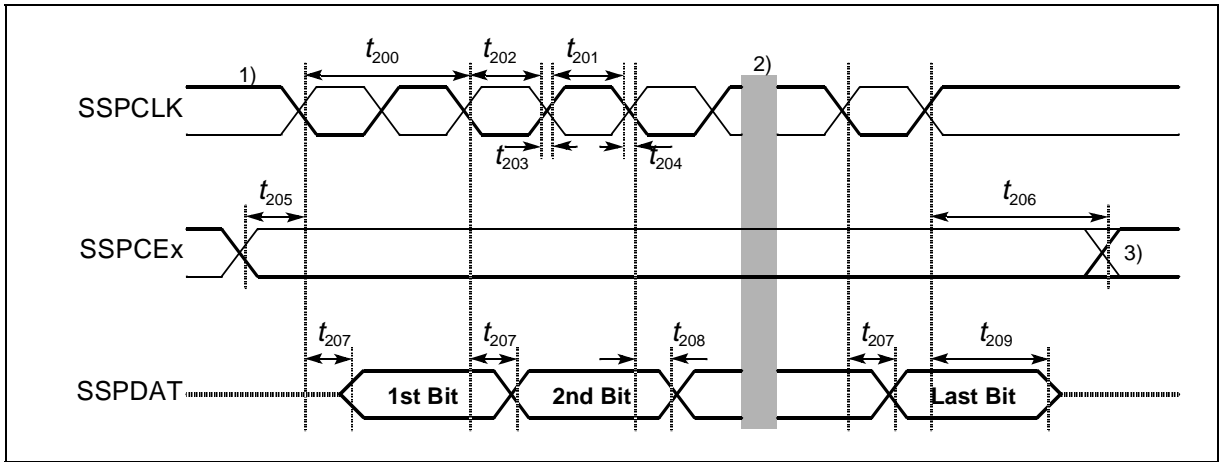 t200 t202 t201
1) 2)
SSPCLK
t203 t204
t205 t206
SSPCEx 3)
t207 t207 t208 t207 t209
SSPDAT 1st Bit 2nd Bit Last Bit